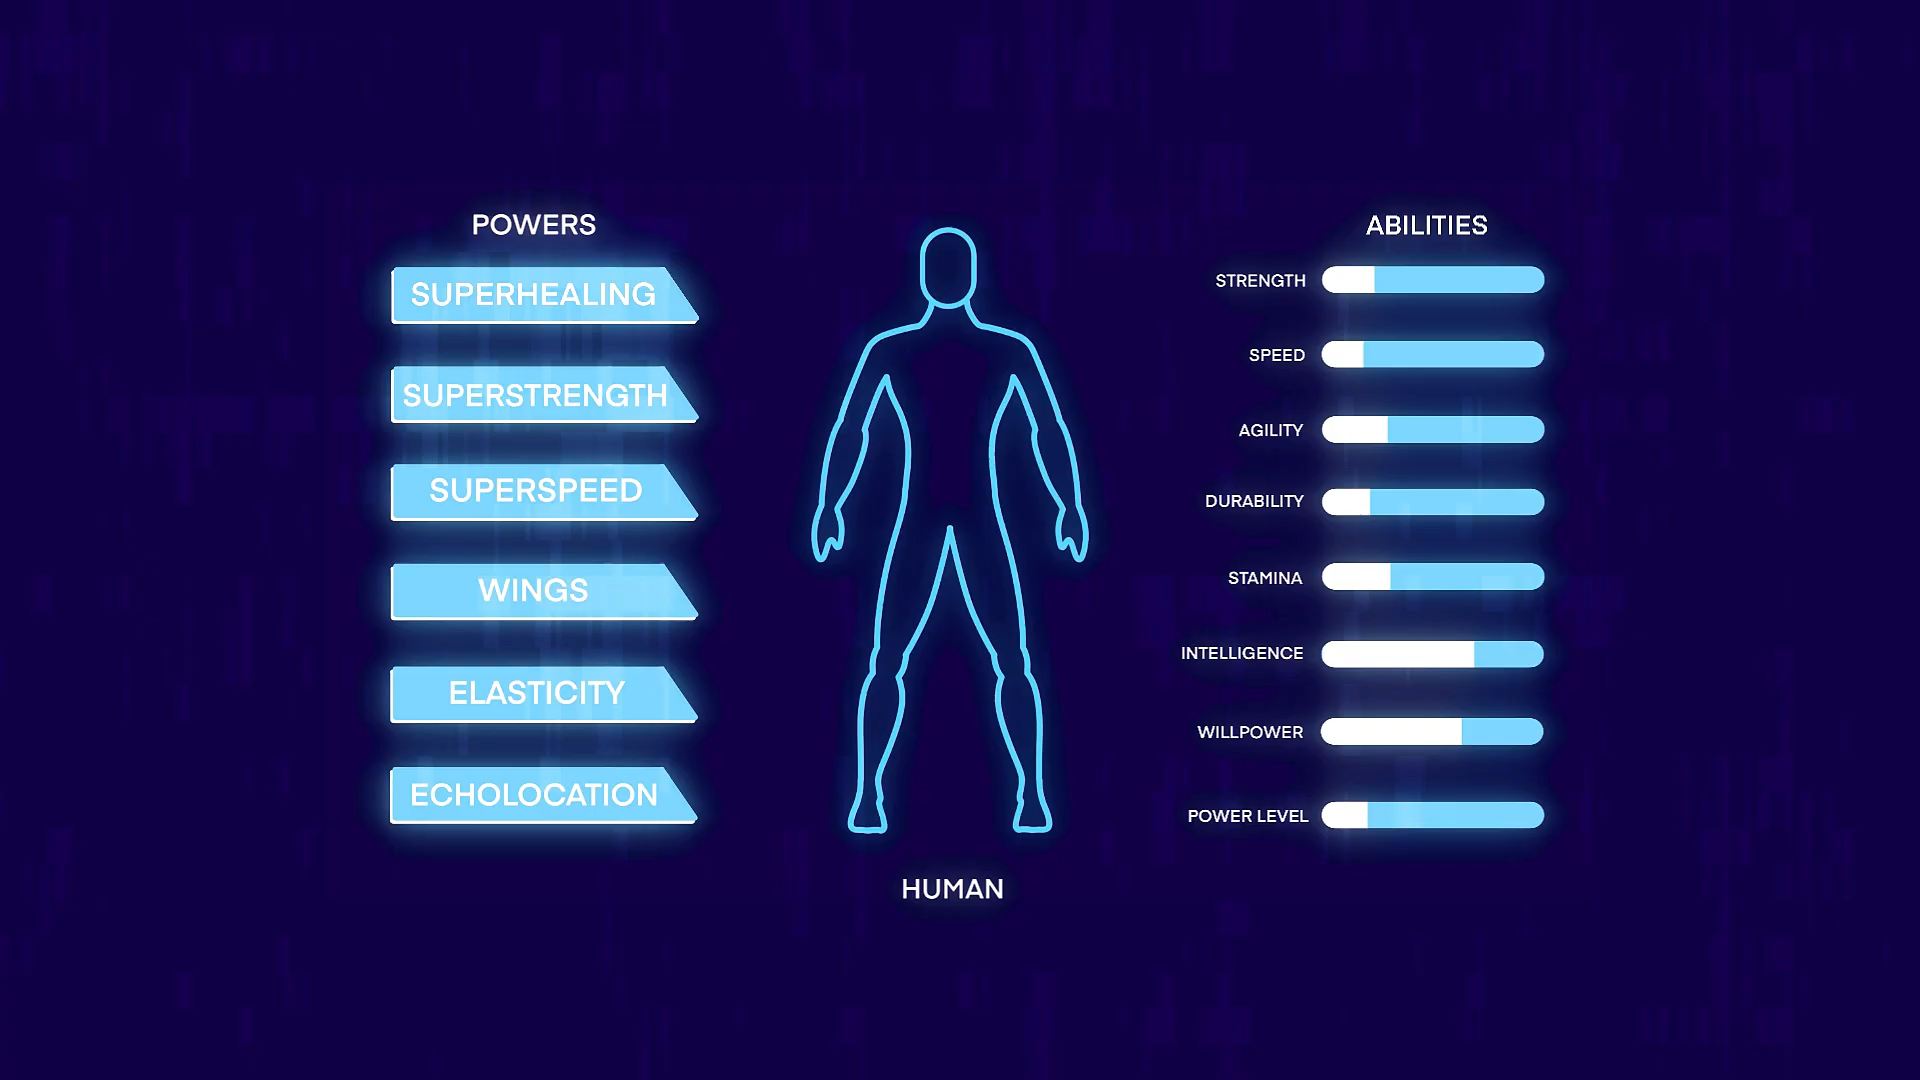 POWERS
SUPERHEALING
SUPERSTRENGTH
SUPERSPEED
WINGS
ELASTICITY
ECHOLOCATION
HUMAN
ABILITIES
STRENGTH
SPEED
AGILITY
DURABILITY
STAMINA
INTELLIGENCE
WILLPOWER
POWER LEVEL